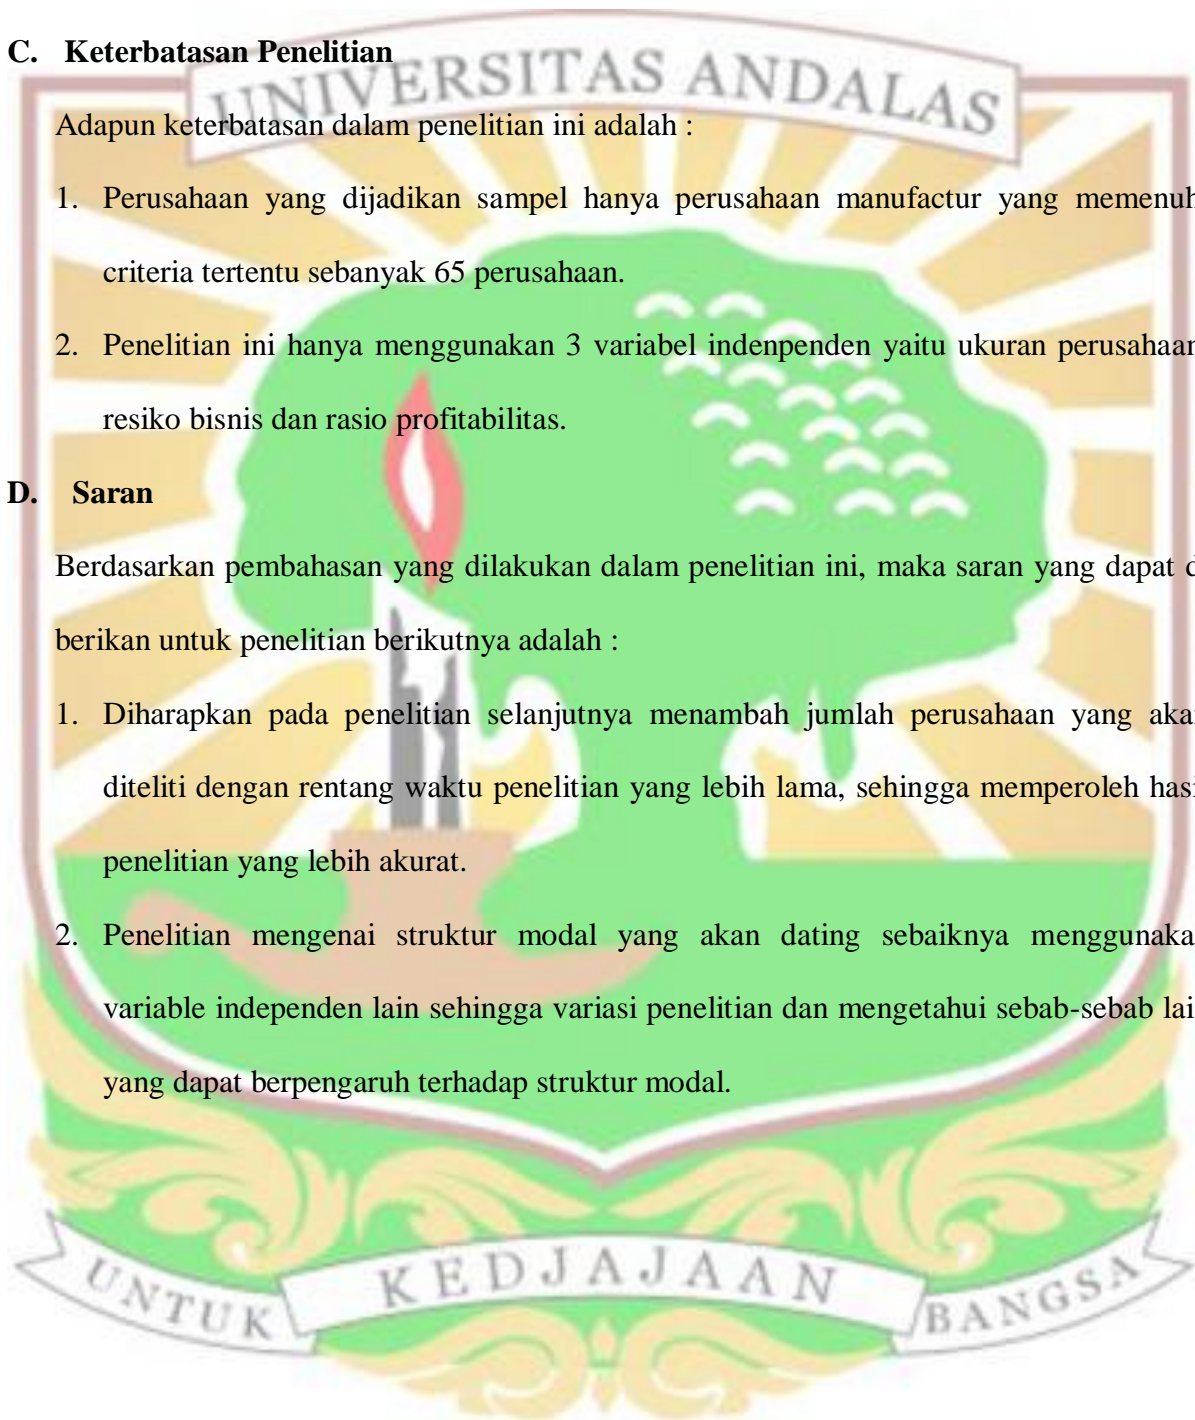 C. Keterbatasan Penelitian
UNIVERSITAS ANDALAS
Adapun keterbatasan dalam penelitian ini adalah :
1. Perusahaan yang dijadikan sampel hanya perusahaan manufactur yang memenuh
criteria tertentu sebanyak 65 perusahaan.
2. Penelitian ini hanya menggunakan 3 variabel indenpenden yaitu ukuran perusahaan
resiko bisnis dan rasio profitabilitas.
D. Saran
Berdasarkan pembahasan yang dilakukan dalam penelitian ini, maka saran yang dapat d
berikan untuk penelitian berikutnya adalah :
1. Diharapkan pada penelitian selanjutnya menambah jumlah perusahaan yang akan
diteliti dengan rentang waktu penelitian yang lebih lama, sehingga memperoleh hasi
penelitian yang lebih akurat.
2. Penelitian mengenai struktur modal yang akan dating sebaiknya menggunaka
variable independen lain sehingga variasi penelitian dan mengetahui sebab-sebab lai
yang dapat berpengaruh terhadap struktur modal.
UNTUK KEDJAJAAN BANGSA